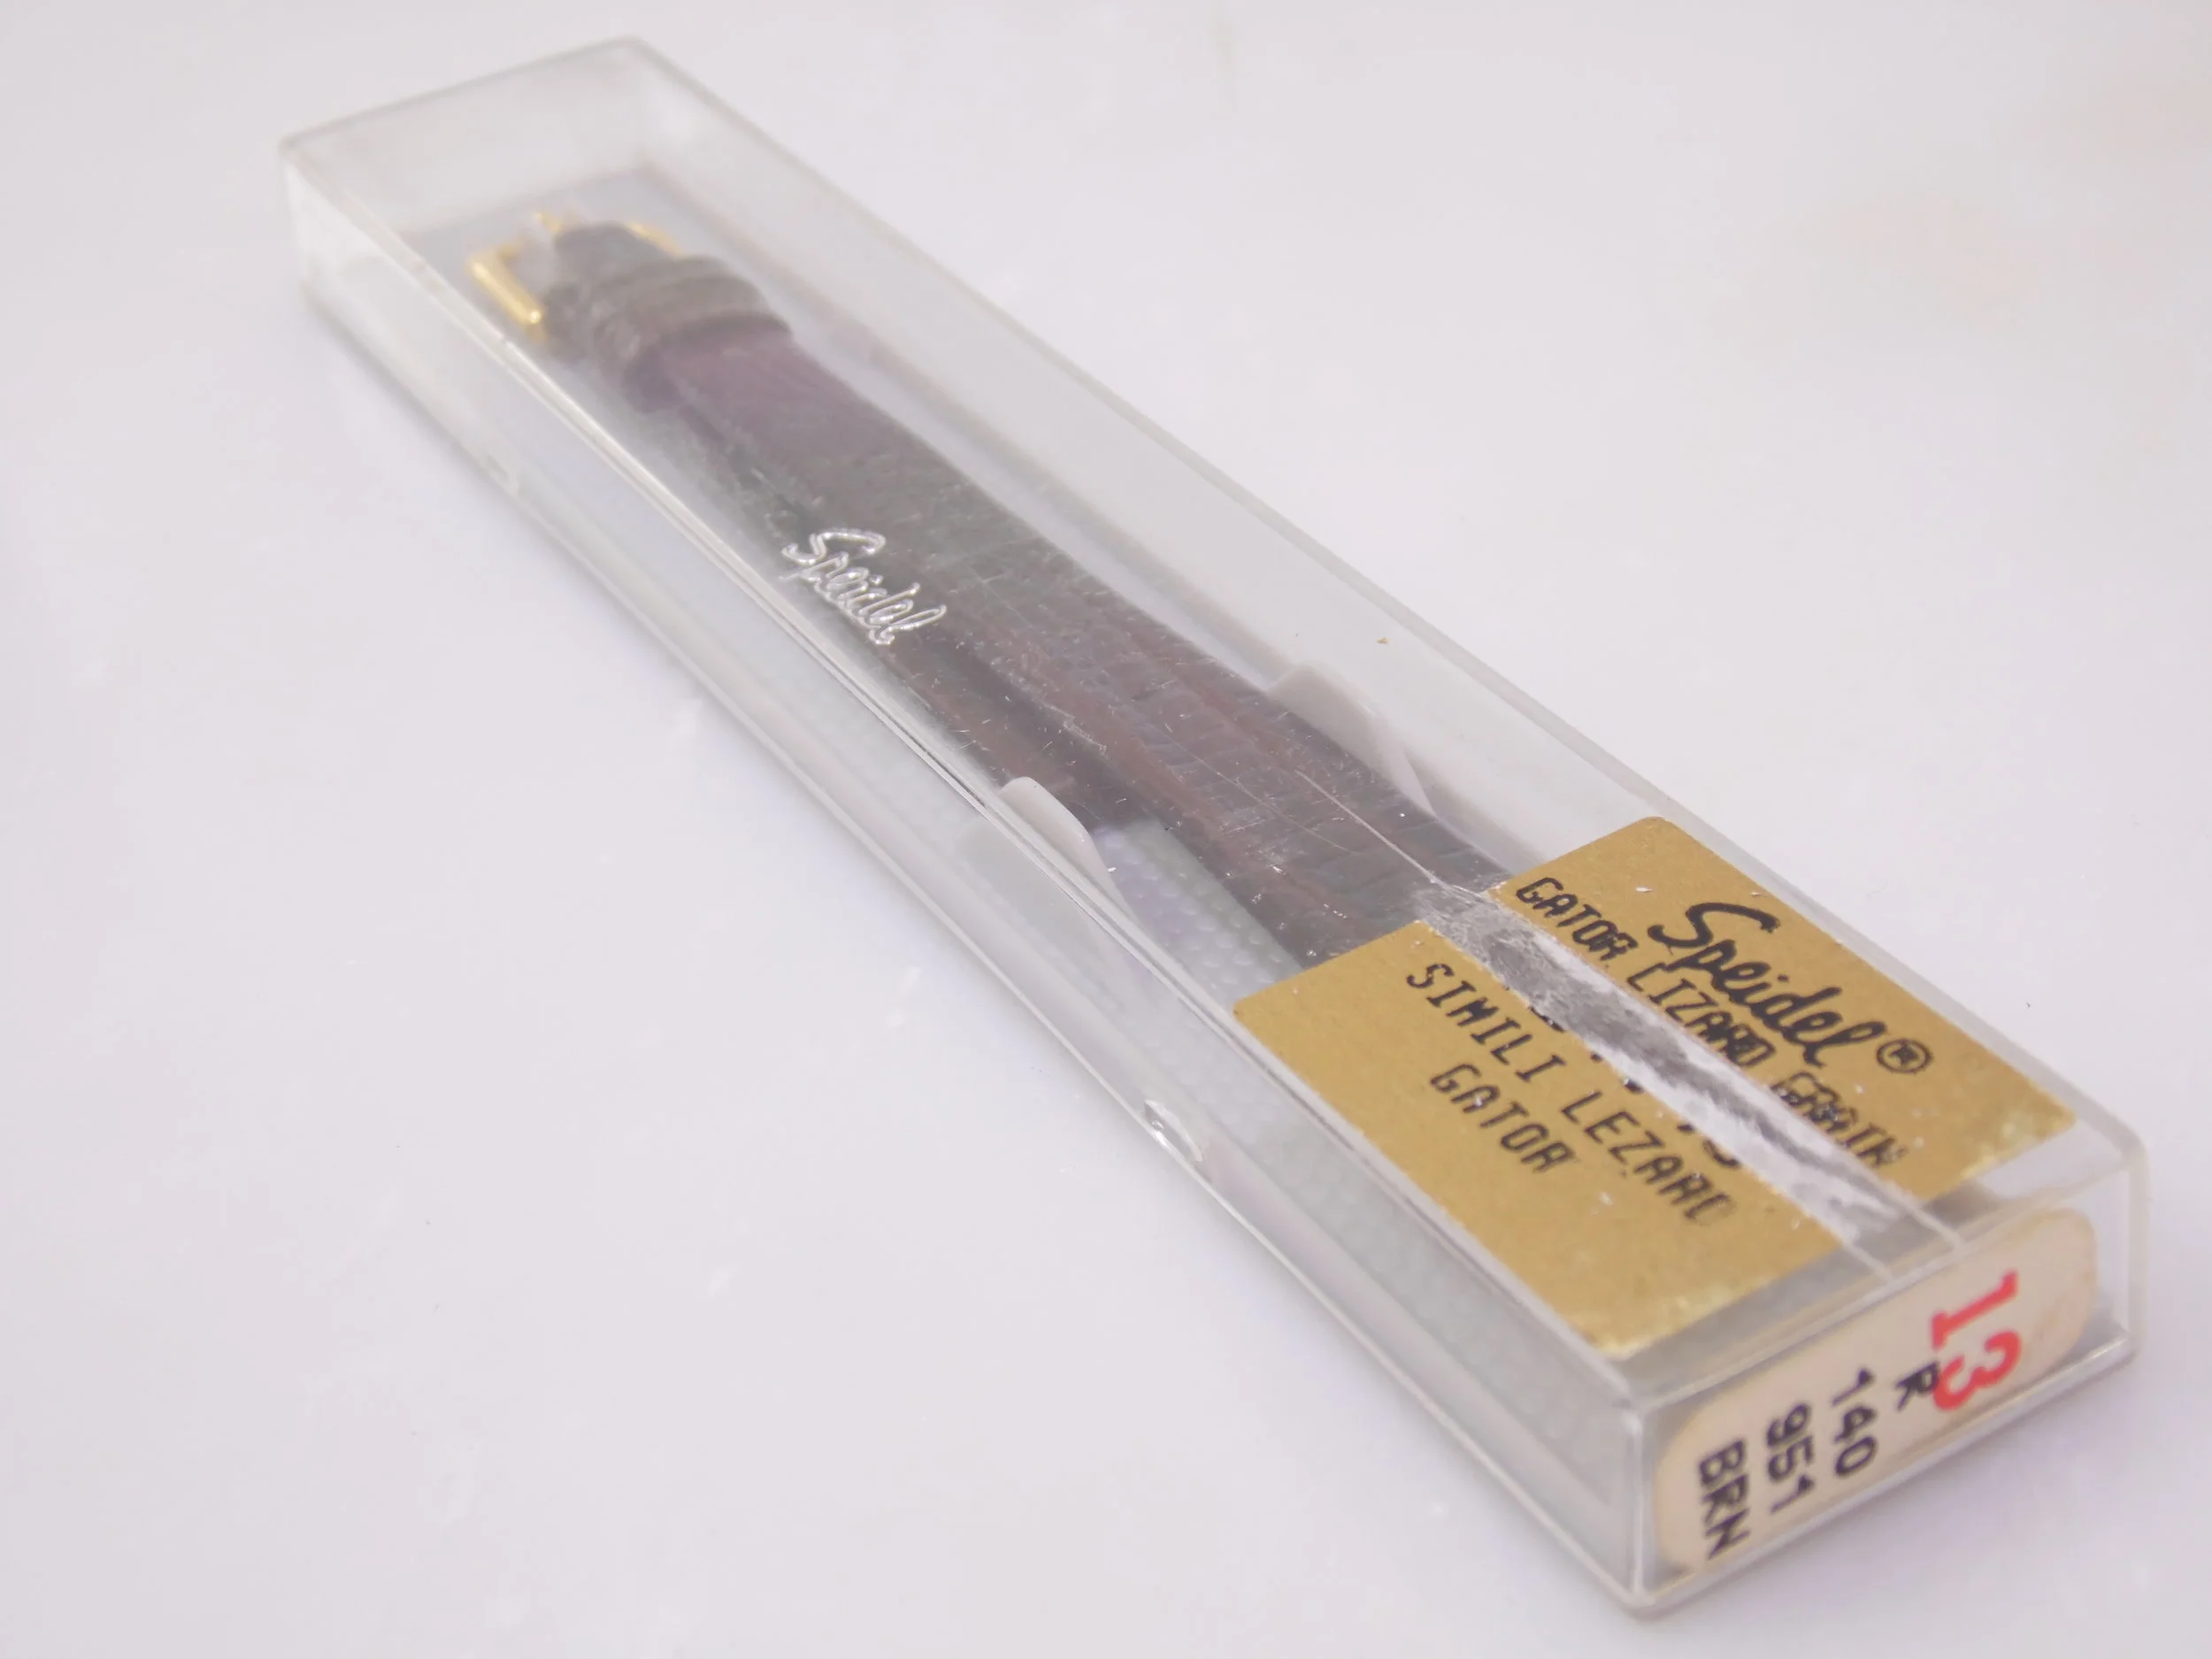 Speidel
Speidel®
GATOR LIZARD GRAIN
SIMILI LEZARD
GATOR
13
R
140
951
BRN